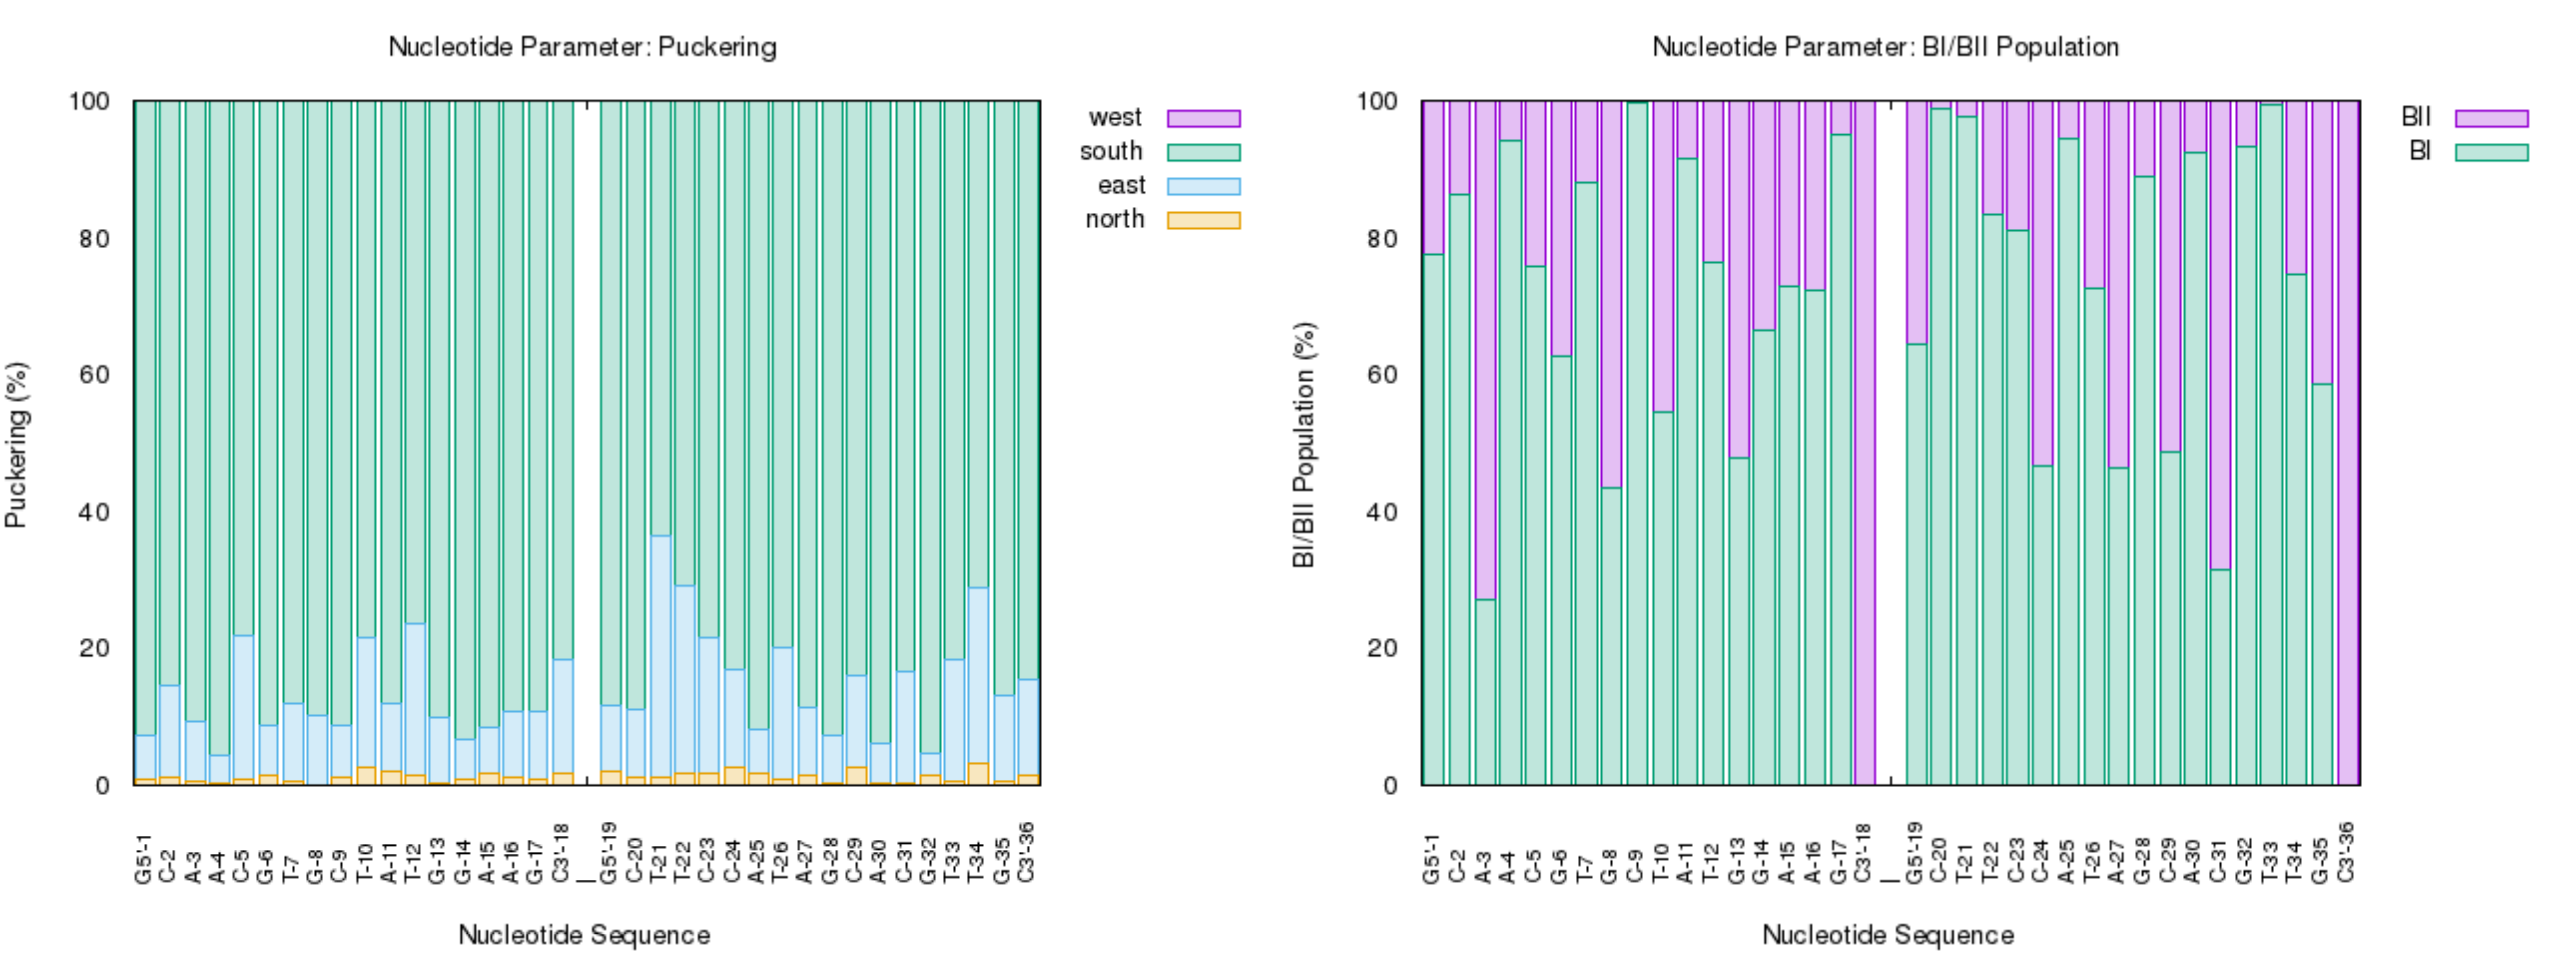 Nucleotide Parameter: Puckering
100
80
60
40
20
0
Puckering (%)
west
south
east
north
G5'-1 C-2 A-3 A-4 C-5 G-6 T-7 G-8 C-9 T-10 A-11 T-12 G-13 G-14 A-15 A-16 G-17 C3'-18 | G5'-19 C-20 T-21 T-22 C-23 C-24 A-25 T-26 A-27 G-28 C-29 A-30 C-31 G-32 T-33 T-34 G-35 C3'-36
Nucleotide Sequence
Nucleotide Parameter: BI/BII Population
100
80
60
40
20
0
BI/BII Population (%)
BII
BI
G5'-1 C-2 A-3 A-4 C-5 G-6 T-7 G-8 C-9 T-10 A-11 T-12 G-13 G-14 A-15 A-16 G-17 C3'-18 | G5'-19 C-20 T-21 T-22 C-23 C-24 A-25 T-26 A-27 G-28 C-29 A-30 C-31 G-32 T-33 T-34 G-35 C3'-36
Nucleotide Sequence